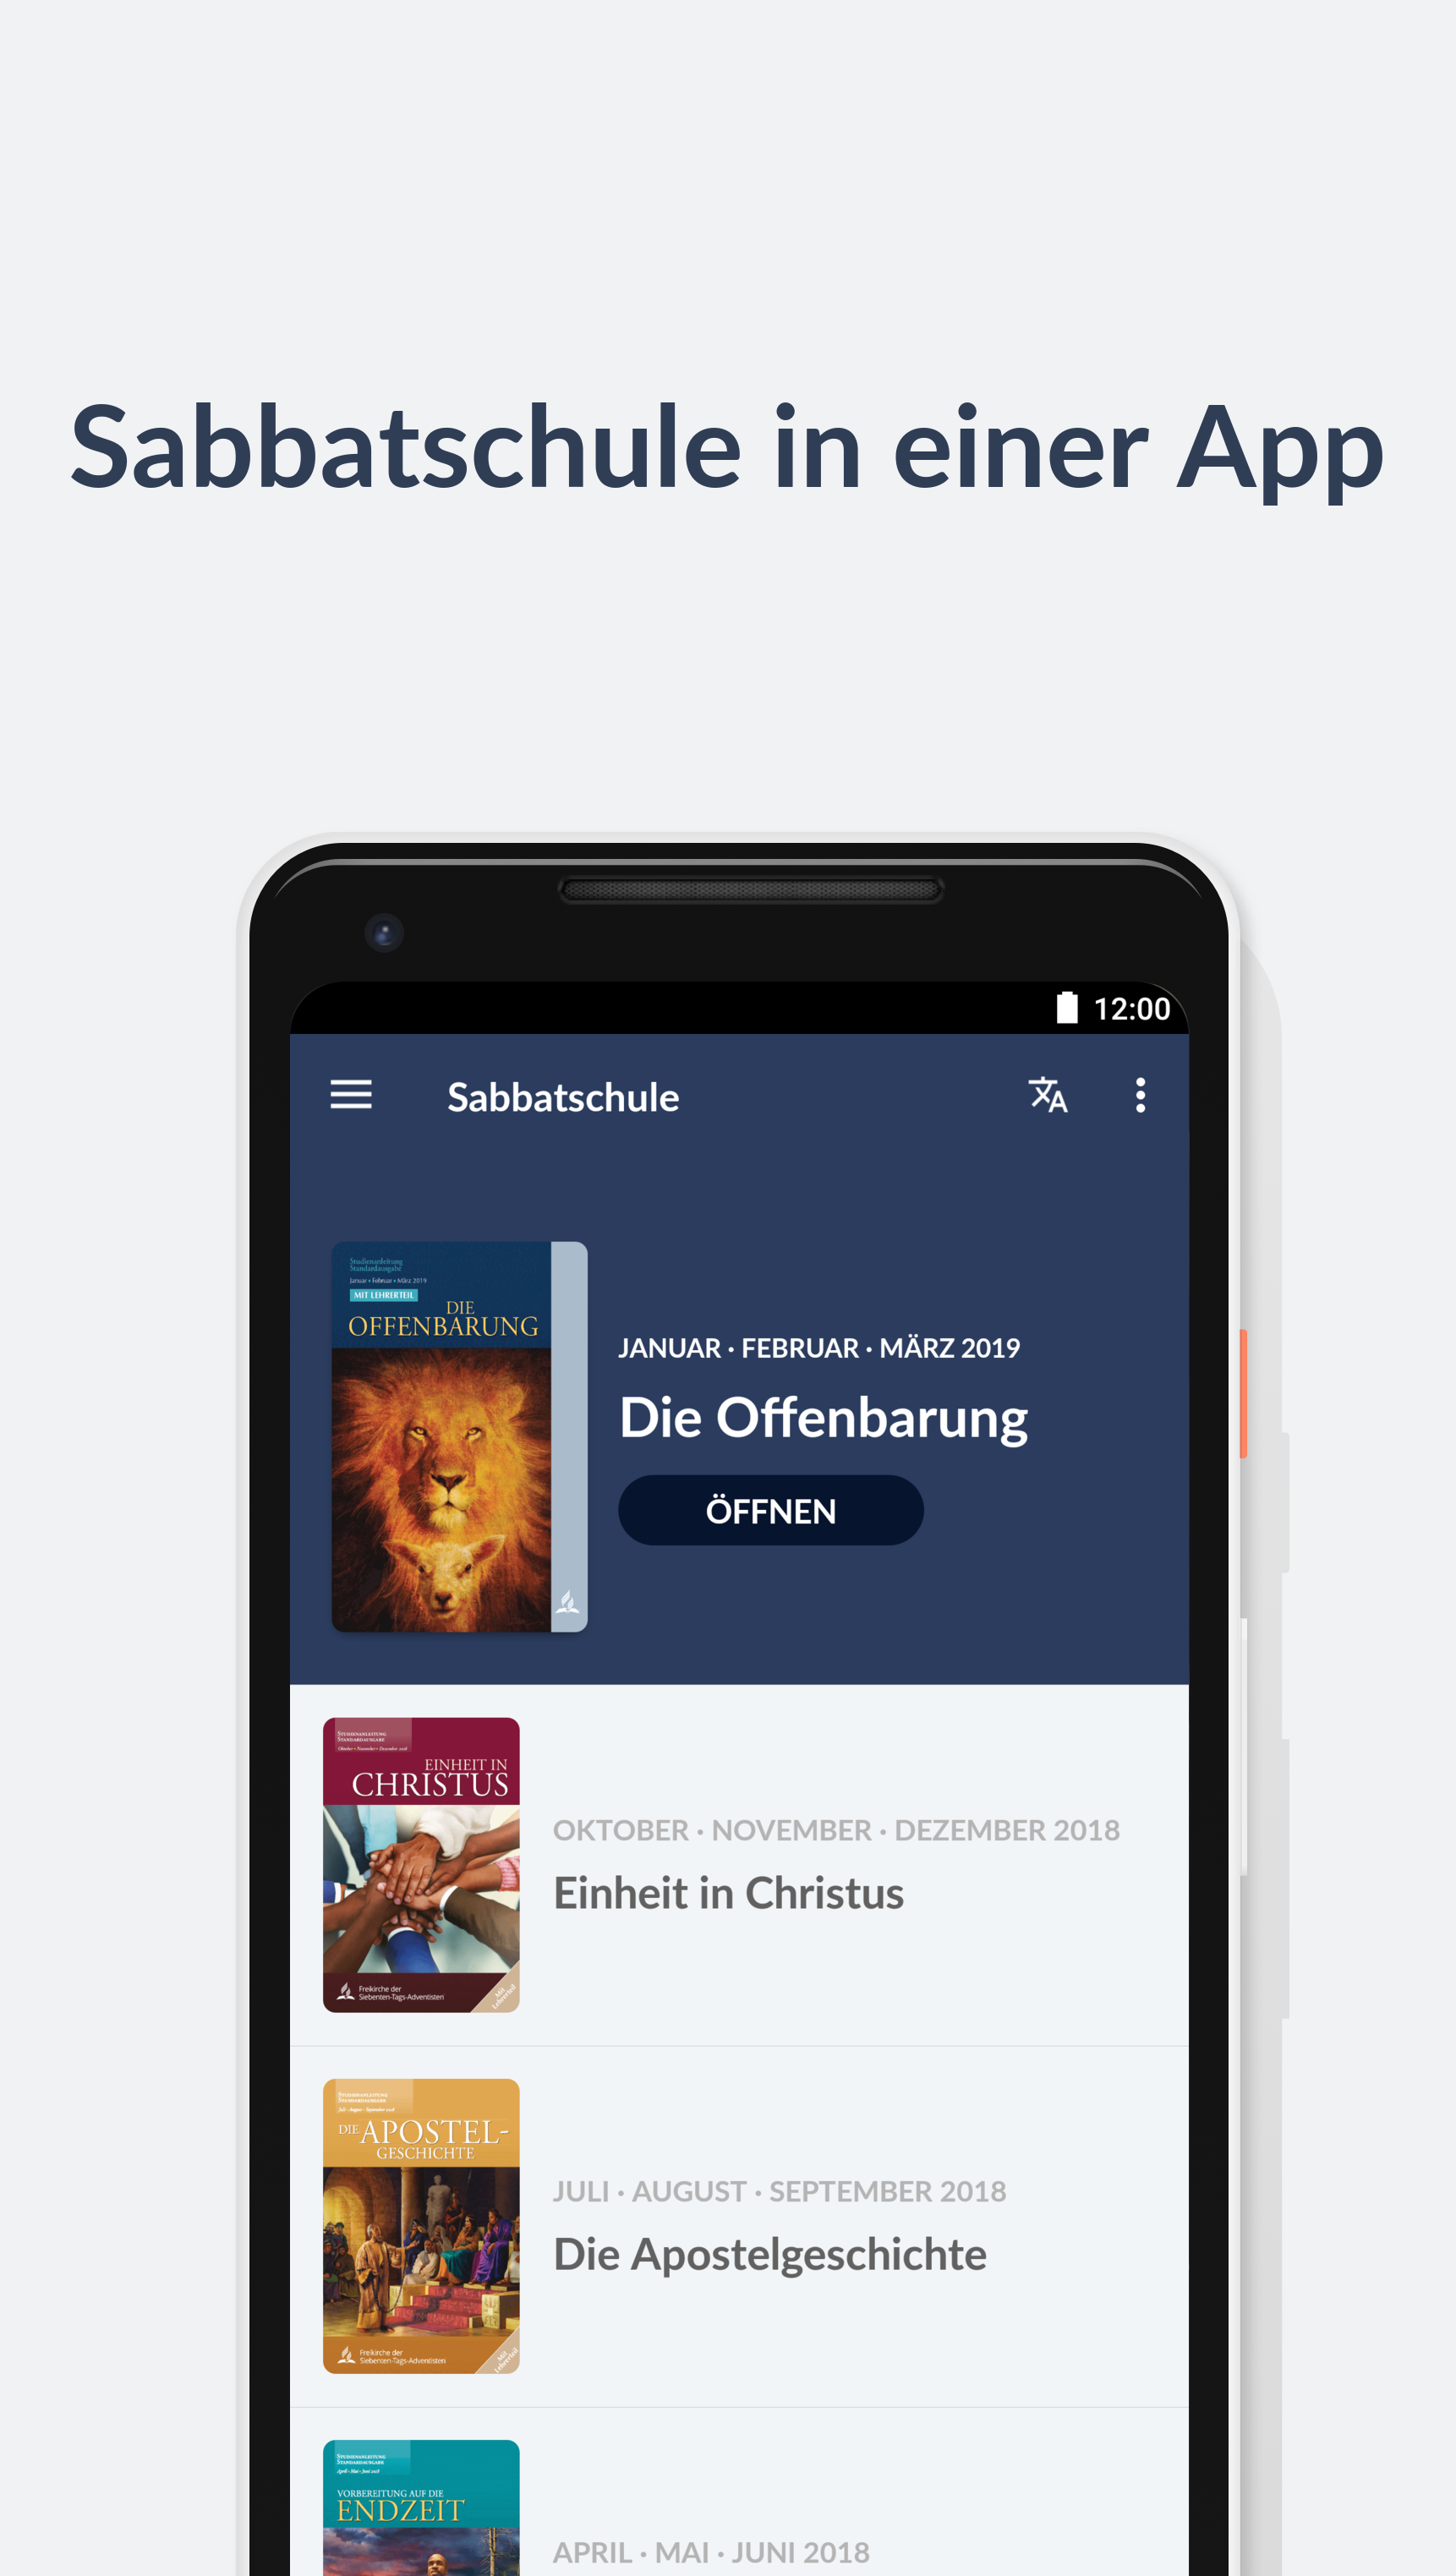 Sabbatschule in einer App
12:00
Sabbatschule
Studienanleitung
Standardausgabe
Januar • Februar • März 2019
MIT LEHRERTEIL
DIE
OFFENBARUNG
JANUAR · FEBRUAR · MÄRZ 2019
Die Offenbarung
ÖFFNEN
STUDIENANLEITUNG
STANDARDAUSGABE
Oktober • November • Dezember 2018
EINHEIT IN
CHRISTUS
Freikirche der
Siebenten-Tags-Adventisten
Mit
Lehrerteil
OKTOBER · NOVEMBER · DEZEMBER 2018
Einheit in Christus
STUDIENANLEITUNG
STANDARDAUSGABE
Juli • August • September 2018
DIE APOSTEL-
GESCHICHTE
Freikirche der
Siebenten-Tags-Adventisten
Mit
Lehrerteil
JULI · AUGUST · SEPTEMBER 2018
Die Apostelgeschichte
STUDIENANLEITUNG
STANDARDAUSGABE
April • Mai • Juni 2018
VORBEREITUNG AUF DIE
ENDZEIT
APRIL · MAI · JUNI 2018